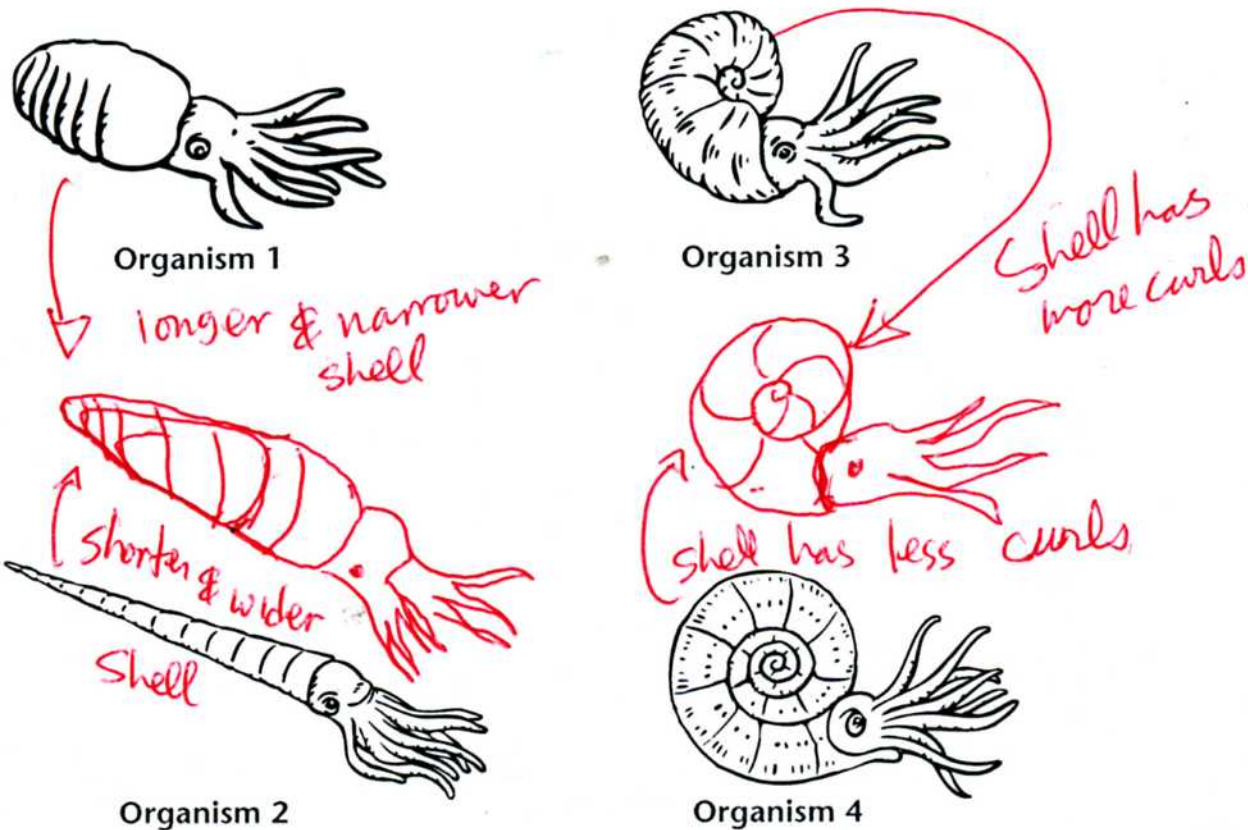 Organism 1
longer & narrower
shell
shorter & wider
Shell
Organism 2
Organism 3
Shell has
more curls
shell has less curls
Organism 4